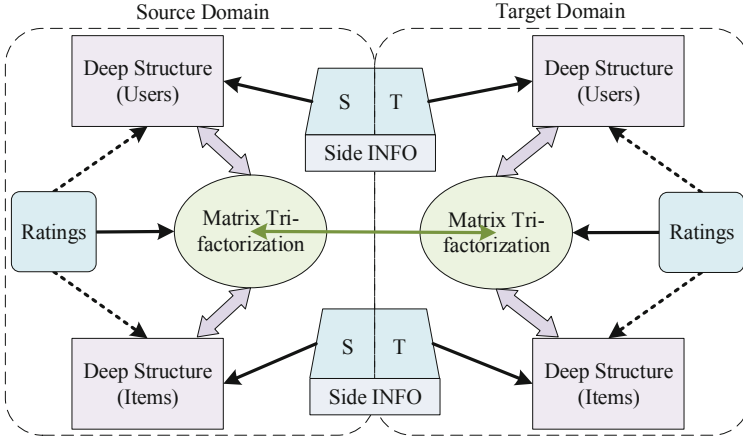 Source Domain
Target Domain
Deep Structure
(Users)
S
T
Side INFO
Deep Structure
(Users)
Ratings
Matrix Tri-
factorization
Matrix Tri-
factorization
Ratings
Deep Structure
(Items)
S
T
Side INFO
Deep Structure
(Items)